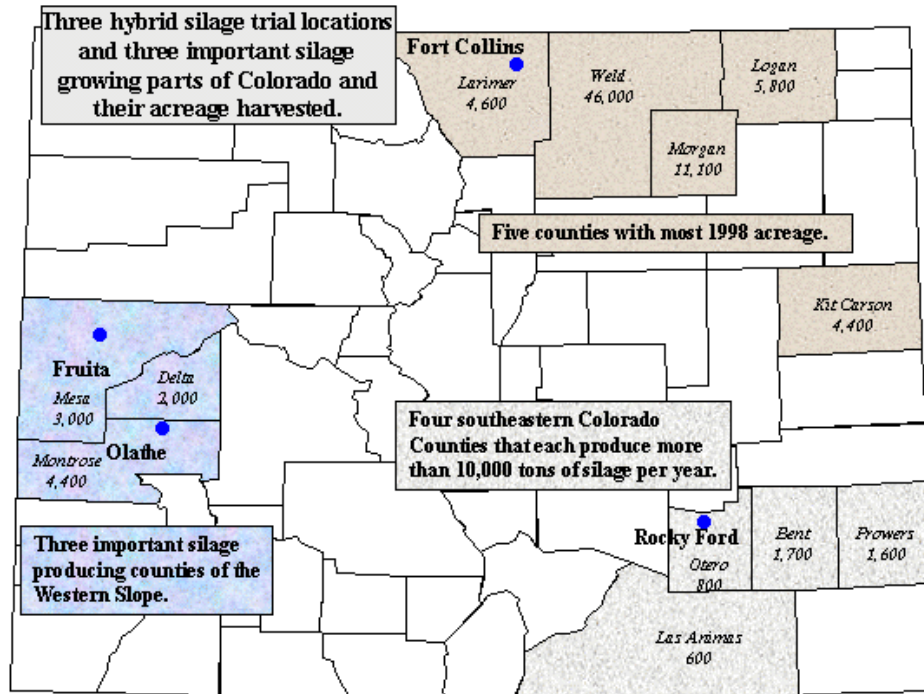 Three hybrid silage trial locations
and three important silage
growing parts of Colorado and
their acreage harvested.
Fort Collins
Larimer
4,600
Weld
46,000
Logan
5,800
Morgan
11,100
Five counties with most 1998 acreage.
Kit Carson
4,400
Fruita
Mesa
3,000
Delta
2,000
Olathe
Montrose
4,400
Four southeastern Colorado
Counties that each produce more
than 10,000 tons of silage per year.
Three important silage
producing counties of the
Western Slope.
Rocky Ford
Otero
800
Bent
1,700
Prowers
1,600
Las Animas
600